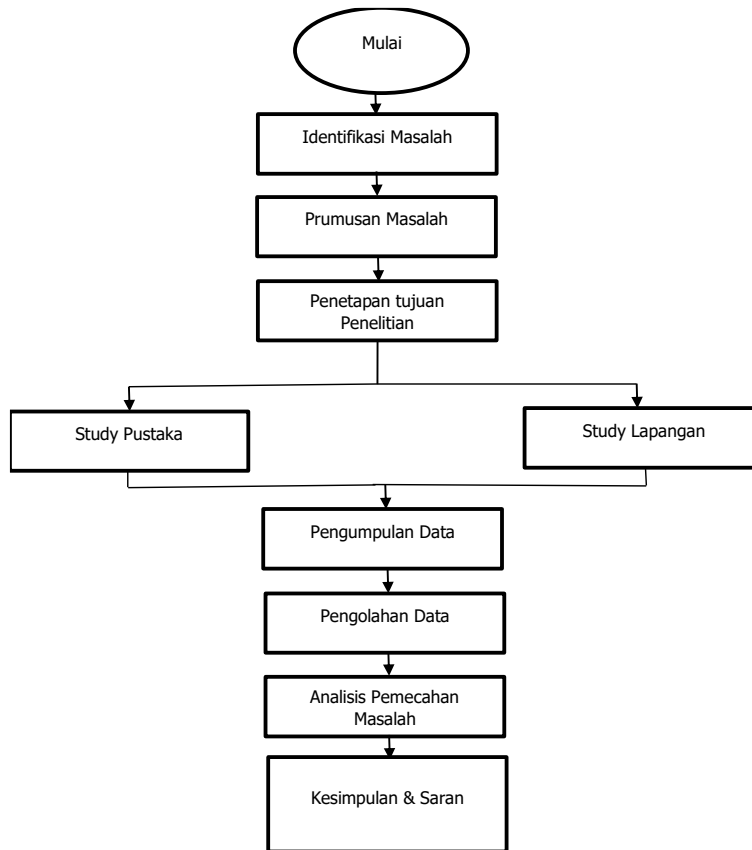 Mulai
Identifikasi Masalah
Prumusan Masalah
Penetapan tujuan
Penelitian
Study Pustaka
Study Lapangan
Pengumpulan Data
Pengolahan Data
Analisis Pemecahan
Masalah
Kesimpulan & Saran